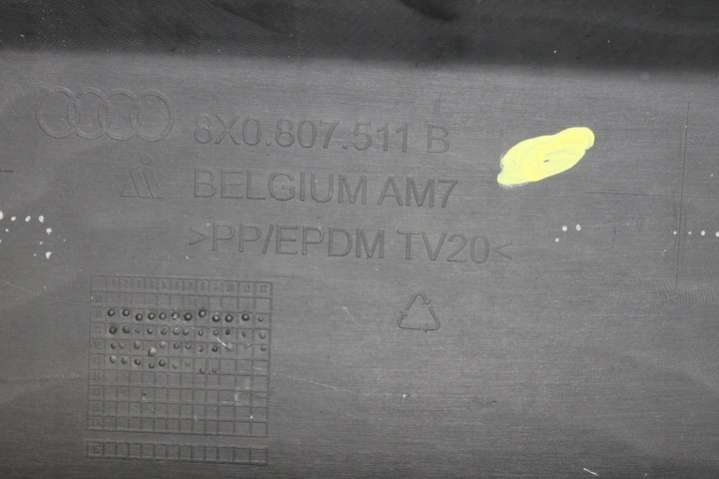 8X0.807.511 B
BELGIUM AM7
>PP/EPDM TV20<